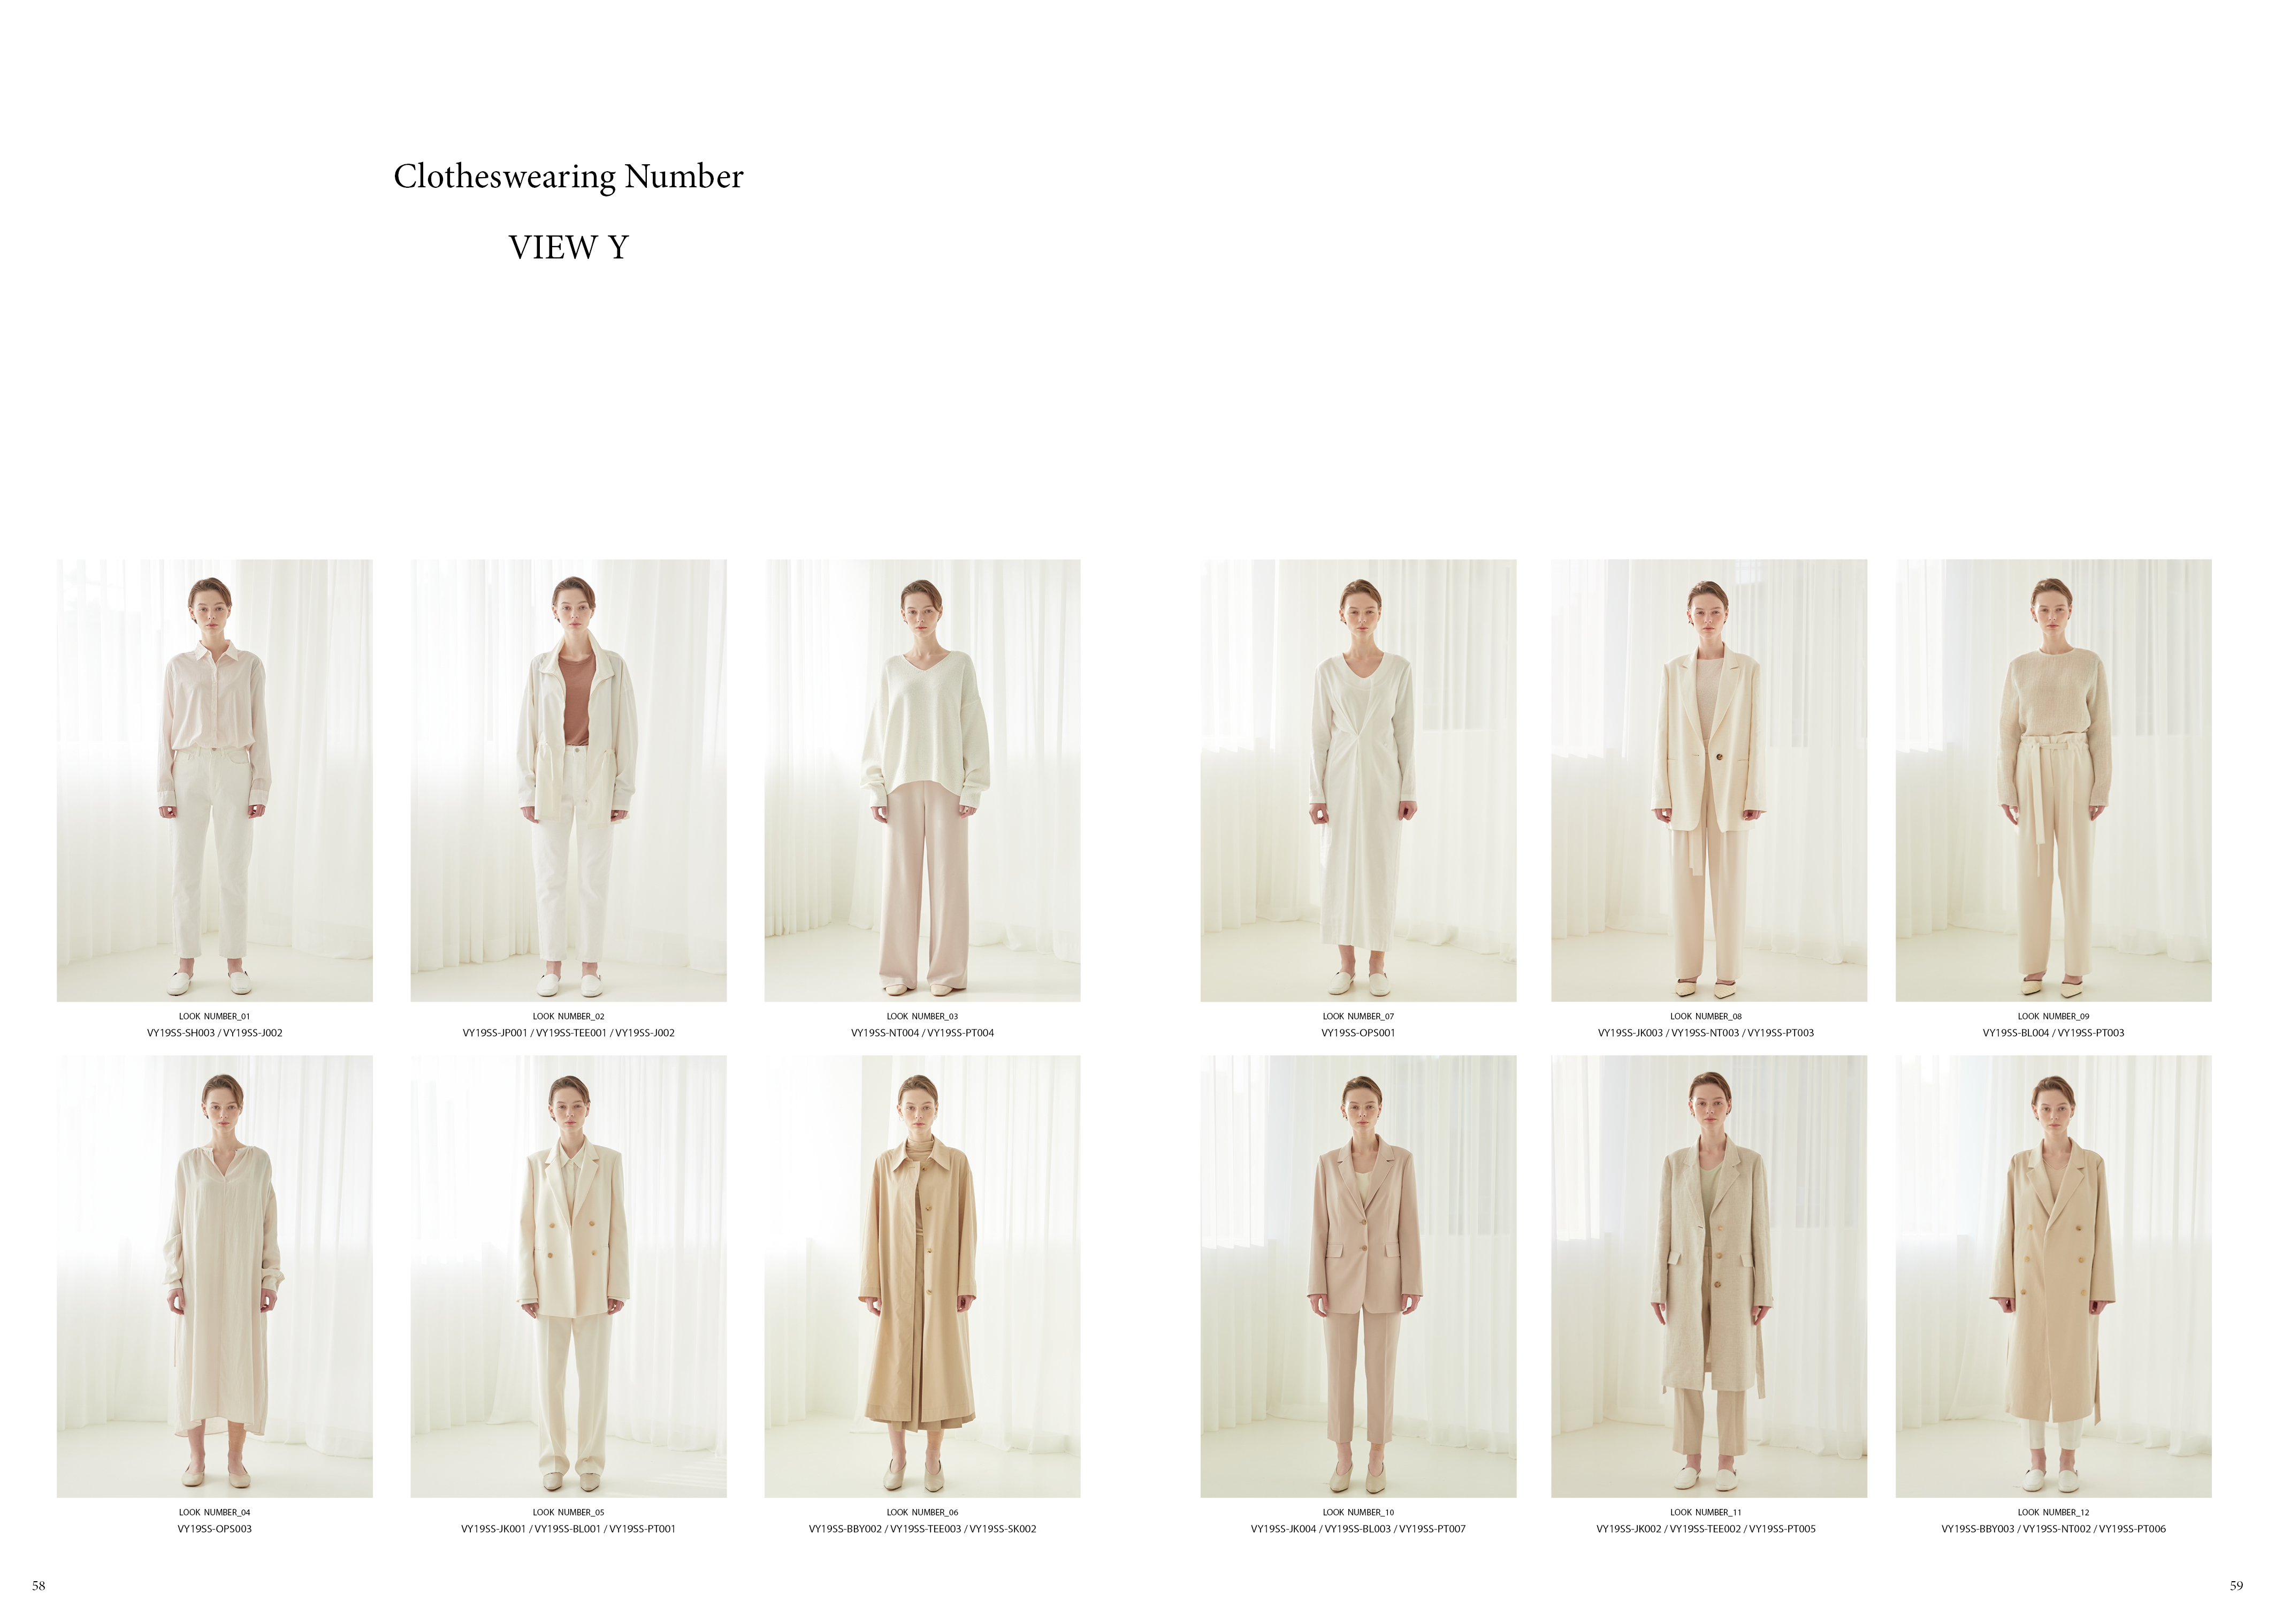 Clotheswearing Number
VIEW Y
LOOK NUMBER_01
VY19SS-SH003 / VY19SS-J002
LOOK NUMBER_02
VY19SS-JP001 / VY19SS-TEE001 / VY19SS-J002
LOOK NUMBER_03
VY19SS-NT004 / VY19SS-PT004
LOOK NUMBER_04
VY19SS-OPS003
LOOK NUMBER_05
VY19SS-JK001 / VY19SS-BL001 / VY19SS-PT001
LOOK NUMBER_06
VY19SS-BBY002 / VY19SS-TEE003 / VY19SS-SK002
58
LOOK NUMBER_07
VY19SS-OPS001
LOOK NUMBER_08
VY19SS-JK003 / VY19SS-NT003 / VY19SS-PT003
LOOK NUMBER_09
VY19SS-BL004 / VY19SS-PT003
LOOK NUMBER_10
VY19SS-JK004 / VY19SS-BL003 / VY19SS-PT007
LOOK NUMBER_11
VY19SS-JK002 / VY19SS-TEE002 / VY19SS-PT005
LOOK NUMBER_12
VY19SS-BBY003 / VY19SS-NT002 / VY19SS-PT006
59